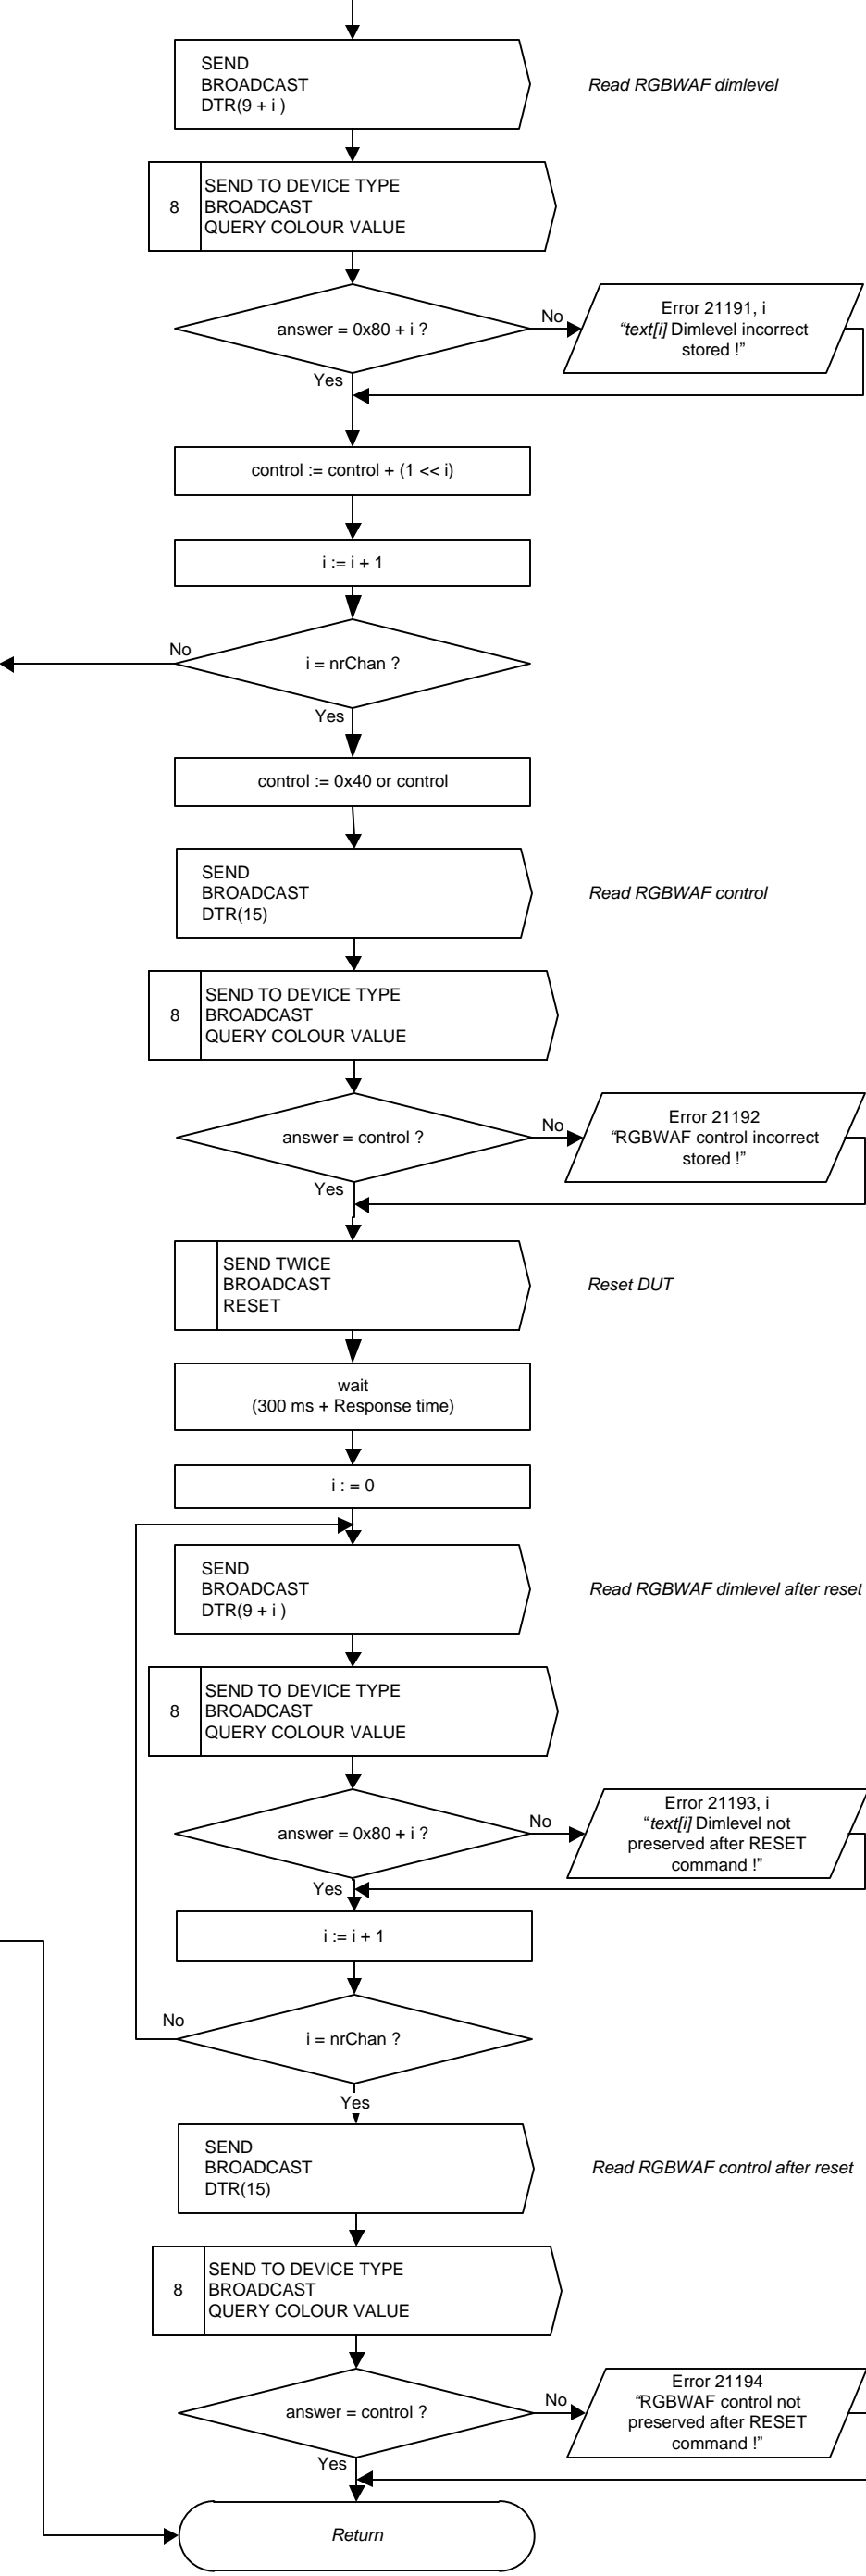 SEND
BROADCAST
DTR(9 + i )
Read RGBWAF dimlevel
8
SEND TO DEVICE TYPE
BROADCAST
QUERY COLOUR VALUE
answer = 0x80 + i ?
No
Error 21191, i
“text[i] Dimlevel incorrect
stored !”
Yes
control := control + (1 << i)
i := i + 1
No
i = nrChan ?
Yes
control := 0x40 or control
SEND
BROADCAST
DTR(15)
Read RGBWAF control
8
SEND TO DEVICE TYPE
BROADCAST
QUERY COLOUR VALUE
answer = control ?
No
Error 21192
“RGBWAF control incorrect
stored !”
Yes
SEND TWICE
BROADCAST
RESET
Reset DUT
wait
(300 ms + Response time)
i : = 0
SEND
BROADCAST
DTR(9 + i )
Read RGBWAF dimlevel after reset
8
SEND TO DEVICE TYPE
BROADCAST
QUERY COLOUR VALUE
answer = 0x80 + i ?
No
Error 21193, i
“text[i] Dimlevel not
preserved after RESET
command !”
Yes
i := i + 1
No
i = nrChan ?
Yes
SEND
BROADCAST
DTR(15)
Read RGBWAF control after reset
8
SEND TO DEVICE TYPE
BROADCAST
QUERY COLOUR VALUE
answer = control ?
No
Error 21194
“RGBWAF control not
preserved after RESET
command !”
Yes
Return